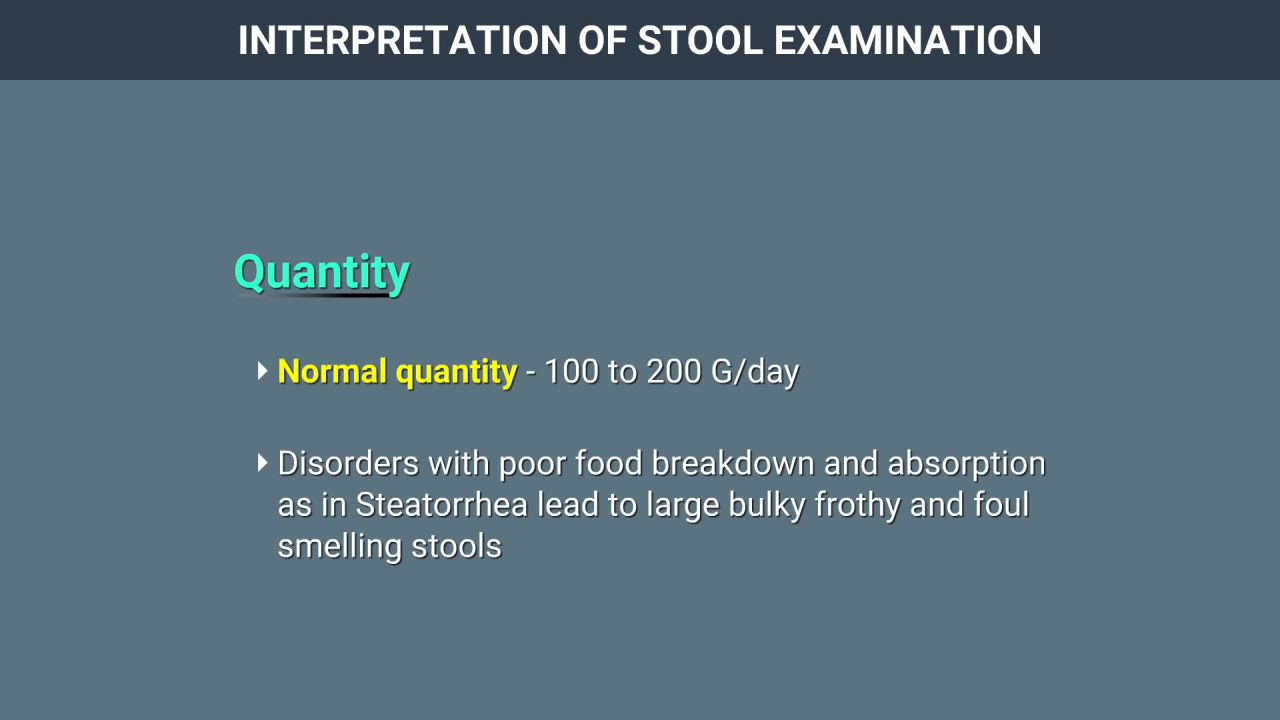 INTERPRETATION OF STOOL EXAMINATION
Quantity
Normal quantity - 100 to 200 G/day
Disorders with poor food breakdown and absorption
as in Steatorrhea lead to large bulky frothy and foul
smelling stools